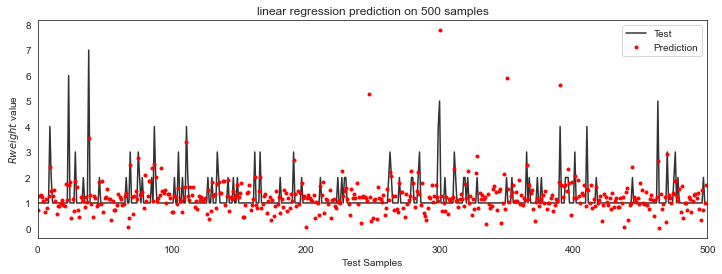 linear regression prediction on 500 samples
8
7
6
5
4
3
2
1
0
Rweight value
Test
Prediction
0 100 200 300 400 500
Test Samples